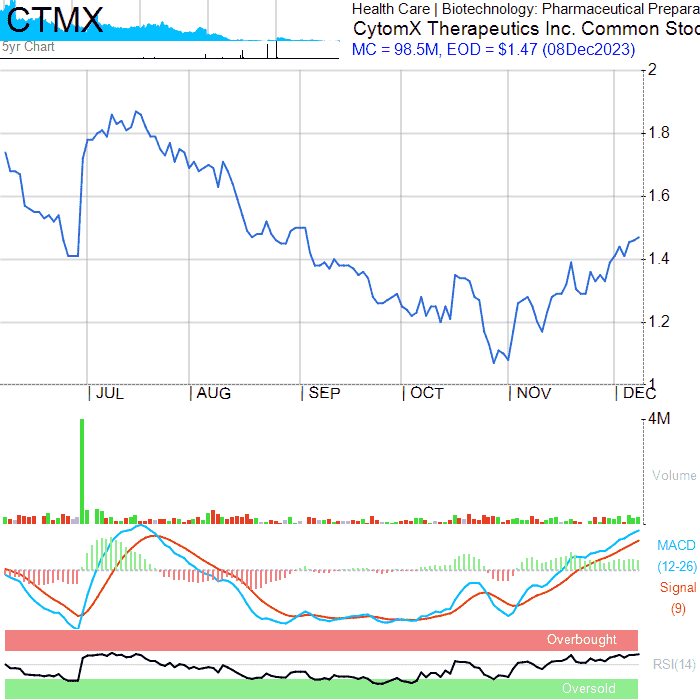 CTMX
5yr Chart
Health Care | Biotechnology: Pharmaceutical Prepara
CytomX Therapeutics Inc. Common Stoc
MC = 98.5M, EOD = $1.47 (08Dec2023)
2
1.8
1.6
1.4
1.2
1
JUL AUG SEP OCT NOV DEC
4M
Volume
MACD
(12-26)
Signal
(9)
Overbought
RSI(14)
Oversold